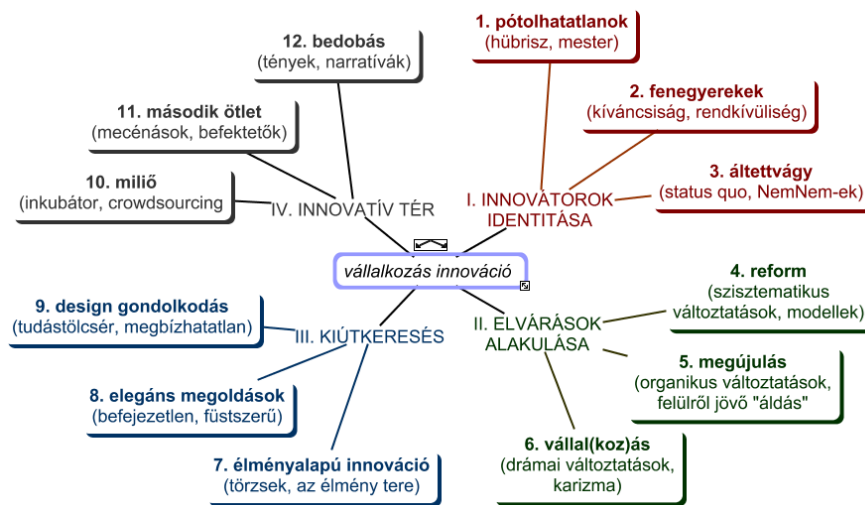 1. pótolhatatlanok
(hübrisz, mester)
2. fenegyerekek
(kíváncsiság, rendkívüliség)
3. áltettvágy
(status quo, NemNem-ek)
I. INNOVÁTOROK
IDENTITÁSA
12. bedobás
(tények, narratívák)
11. második ötlet
(mecénások, befektetők)
10. miliő
(inkubátor, crowdsourcing
IV. INNOVATÍV TÉR
vállalkozás innováció
4. reform
(szisztematikus
változtatások, modellek)
II. ELVÁRÁSOK
ALAKULÁSA
5. megújulás
(organikus változtatások,
felülről jövő "áldás"
6. vállal(koz)ás
(drámai változtatások,
karizma)
9. design gondolkodás
(tudástölcsér, megbízhatatlan)
III. KIÚTKERESÉS
8. elegáns megoldások
(befejezetlen, füstszerű)
7. élményalapú innováció
(törzsek, az élmény tere)